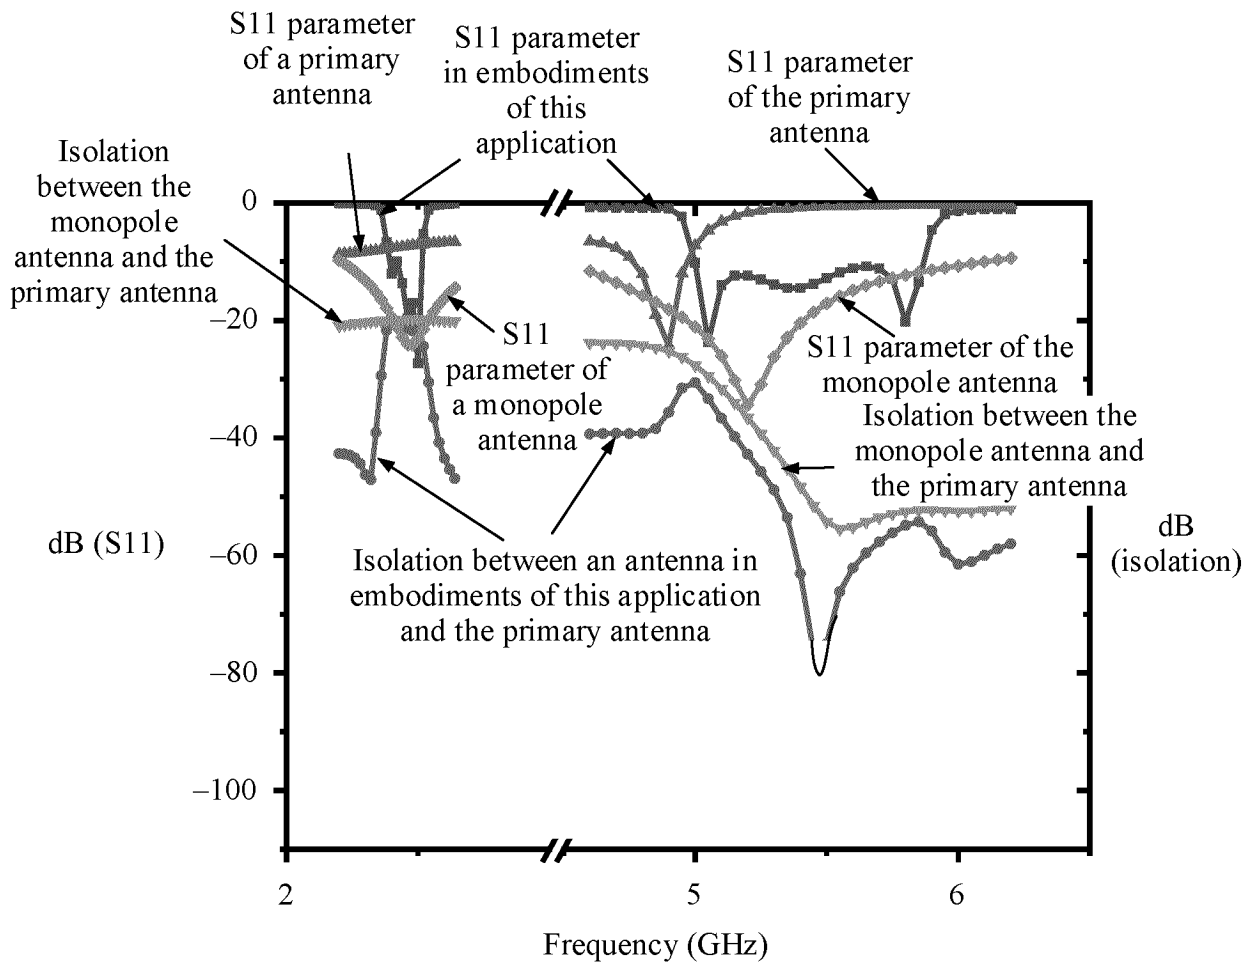 S11 parameter
of a primary
antenna
S11 parameter
in embodiments
of this
application
S11 parameter
of the primary
antenna
Isolation
between the
monopole
antenna and the
primary antenna
0
–20
–40
–60
–80
–100
S11
parameter of
a monopole
antenna
S11 parameter of the
monopole antenna
Isolation between the
monopole antenna and
the primary antenna
Isolation between an antenna in
embodiments of this application
and the primary antenna
dB (S11)
dB
(isolation)
2
5
6
Frequency (GHz)